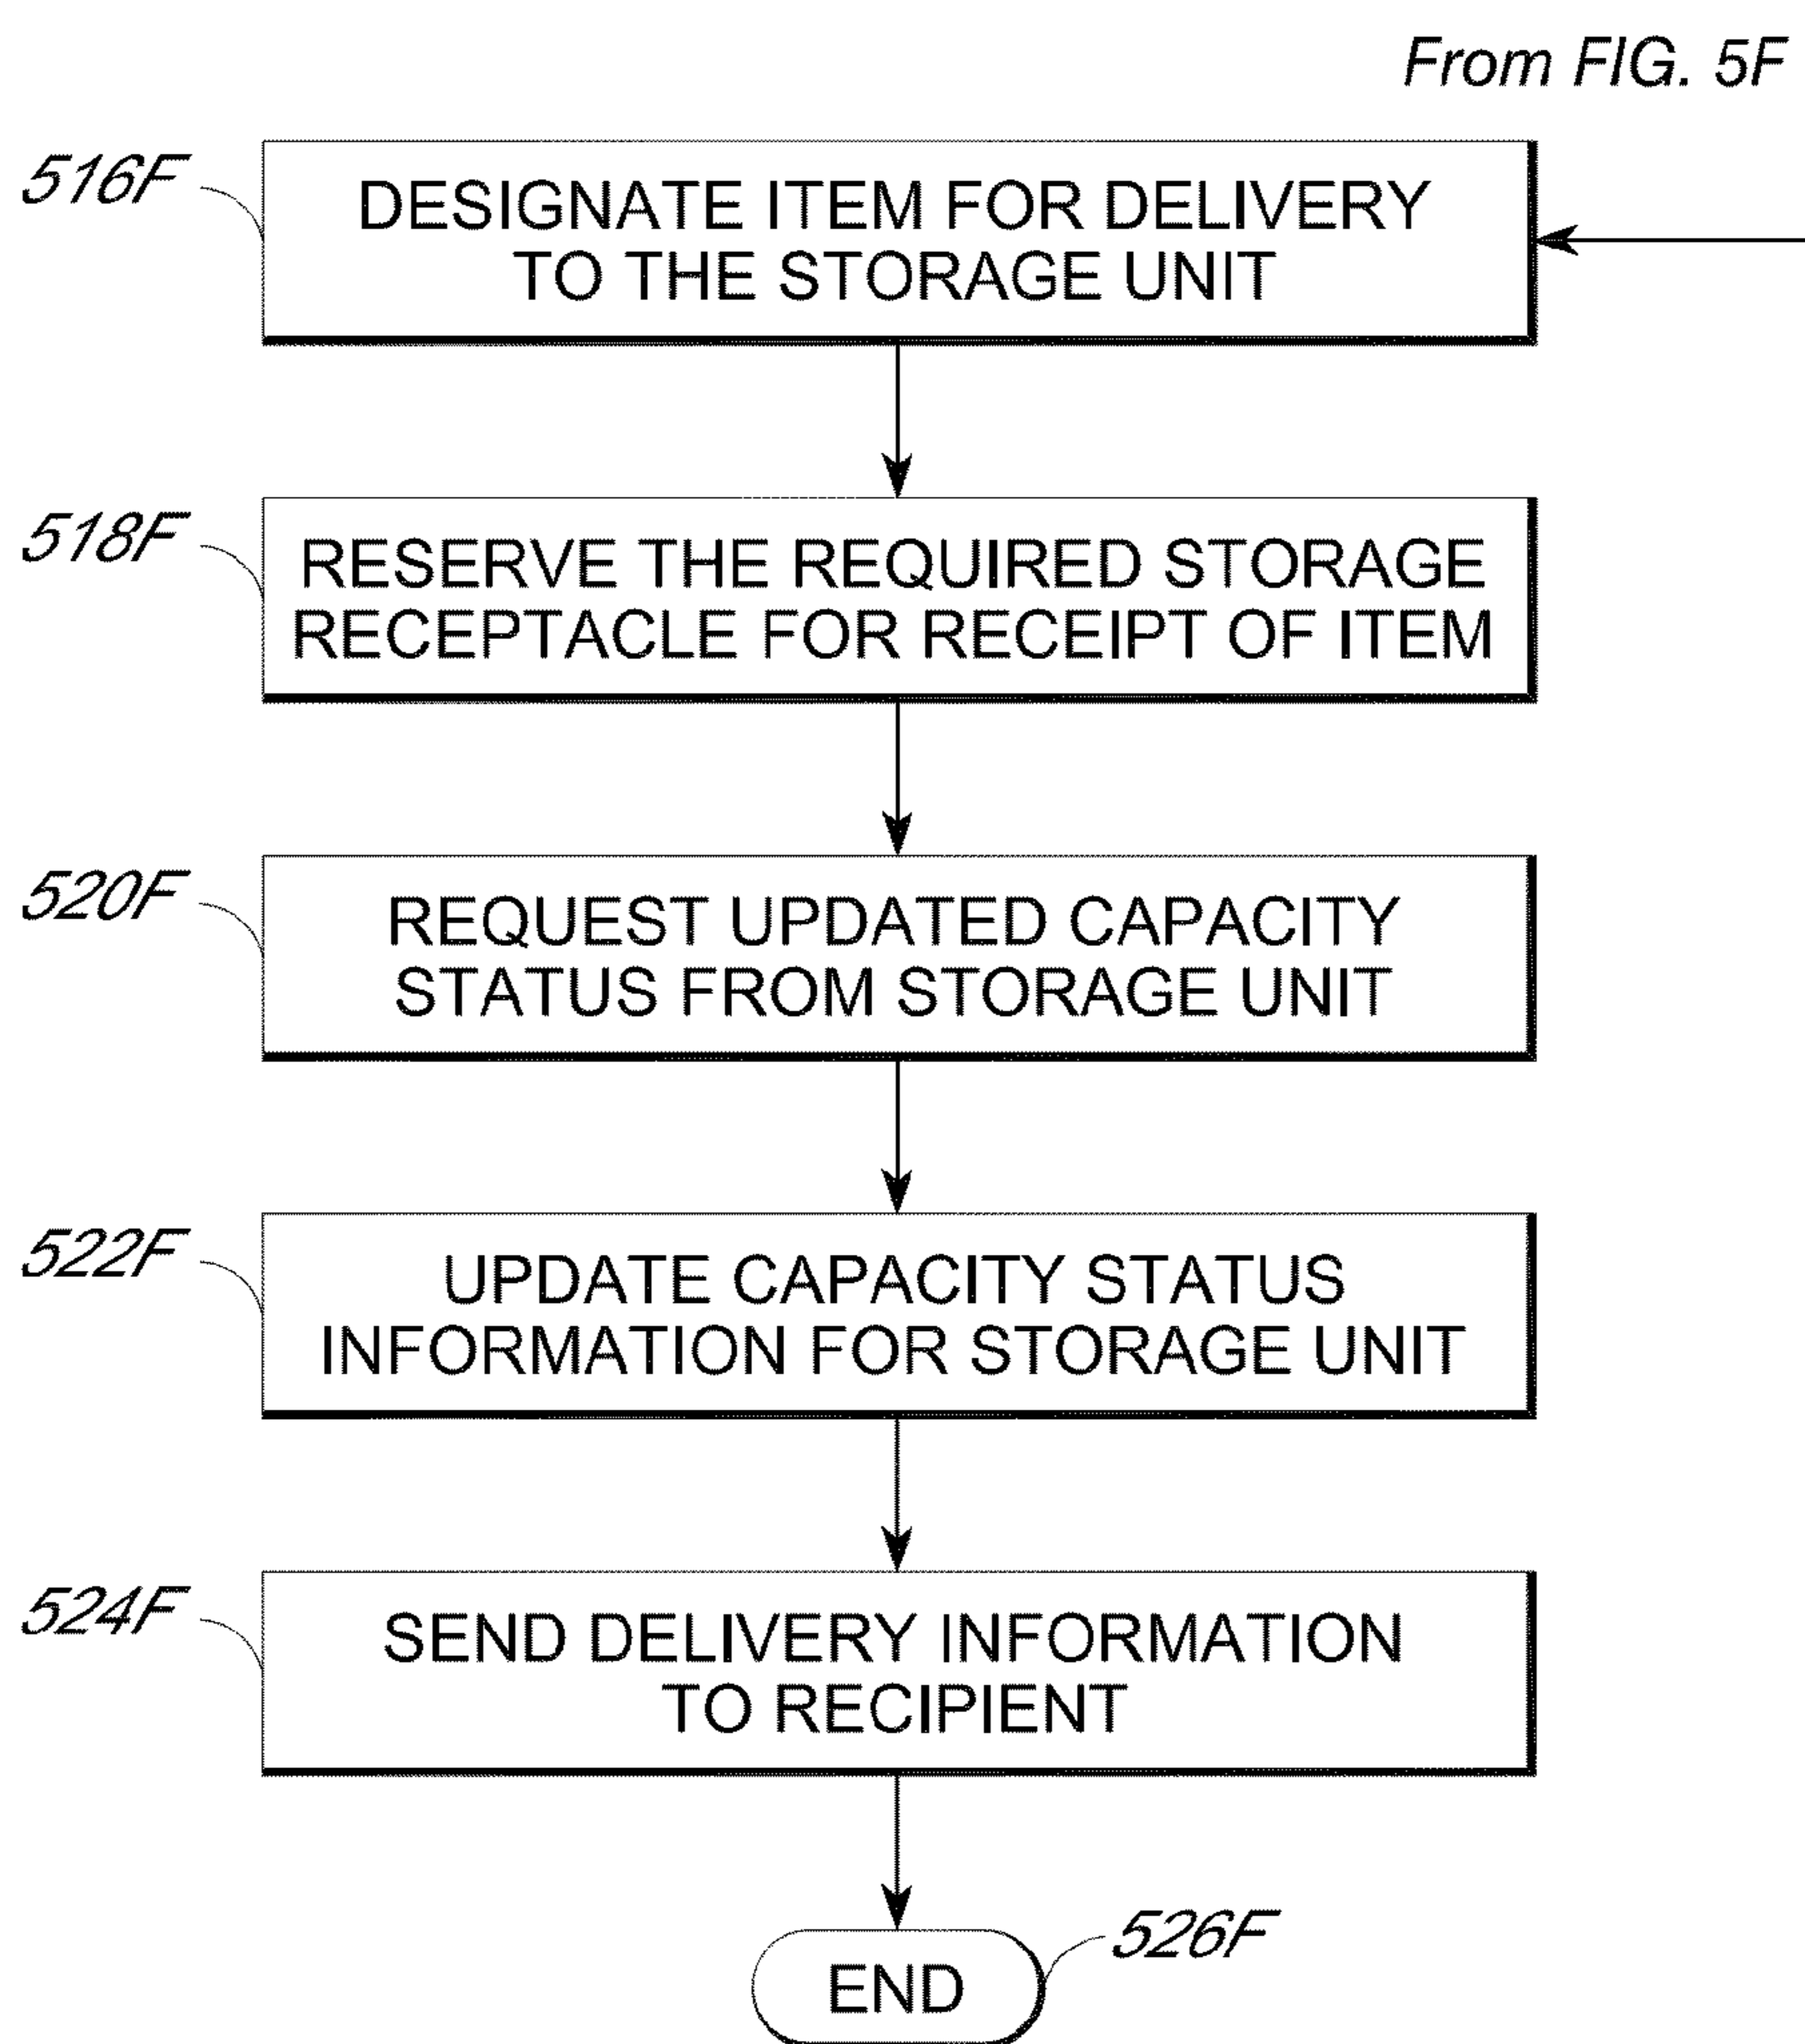 From FIG. 5F
516F
DESIGNATE ITEM FOR DELIVERY
TO THE STORAGE UNIT
518F
RESERVE THE REQUIRED STORAGE
RECEPTACLE FOR RECEIPT OF ITEM
520F
REQUEST UPDATED CAPACITY
STATUS FROM STORAGE UNIT
522F
UPDATE CAPACITY STATUS
INFORMATION FOR STORAGE UNIT
524F
SEND DELIVERY INFORMATION
TO RECIPIENT
526F
END